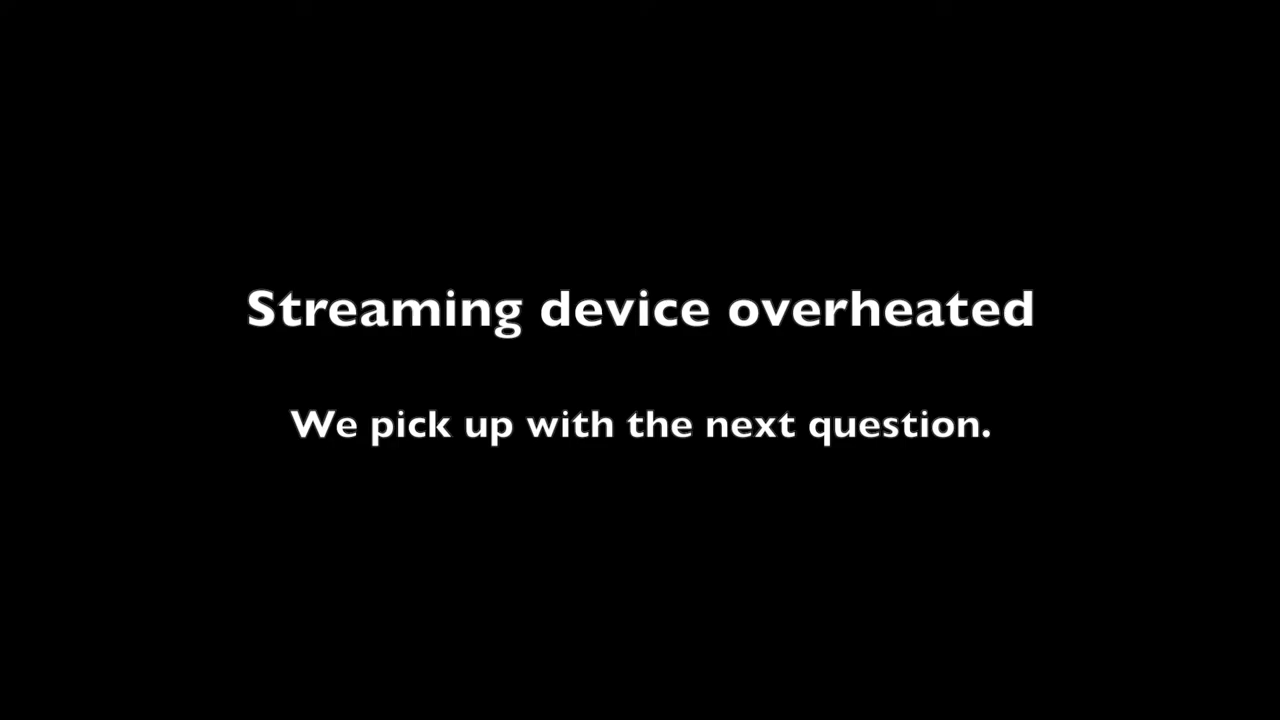 Streaming device overheated
We pick up with the next question.